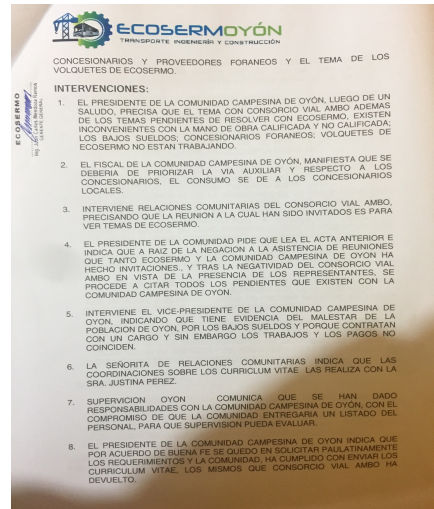 ECOSERMOYÓN
TRANSPORTE INGENIERÍA Y CONSTRUCCIÓN
CONCESIONARIOS Y PROVEEDORES FORANEOS Y EL TEMA DE LOS
VOLQUETES DE ECOSERMO.
INTERVENCIONES:
1. EL PRESIDENTE DE LA COMUNIDAD CAMPESINA DE OYÓN, LUEGO DE UN
SALUDO, PRECISA QUE EL TEMA CON CONSORCIO VIAL AMBO ADEMAS
DE LOS TEMAS PENDIENTES DE RESOLVER CON ECOSERMO, EXISTEN
INCONVENIENTES CON LA MANO DE OBRA CALIFICADA Y NO CALIFICADA;
LOS BAJOS SUELDOS; CONCESIONARIOS FORANEOS; VOLQUETES DE
ECOSERMO NO ESTAN TRABAJANDO.
2. EL FISCAL DE LA COMUNIDAD CAMPESINA DE OYÓN, MANIFIESTA QUE SE
DEBERIA DE PRIORIZAR LA VIA AUXILIAR Y RESPECTO A LOS
CONCESIONARIOS, EL CONSUMO SE DE A LOS CONCESIONARIOS
LOCALES.
3. INTERVIENE RELACIONES COMUNITARIAS DEL CONSORCIO VIAL AMBO,
PRECISANDO QUE LA REUNION A LA CUAL HAN SIDO INVITADOS ES PARA
VER TEMAS DE ECOSERMO.
4. EL PRESIDENTE DE LA COMUNIDAD PIDE QUE LEA EL ACTA ANTERIOR E
INDICA QUE A RAIZ DE LA NEGACION A LA ASISTENCIA DE REUNIONES
QUE TANTO ECOSERMO Y LA COMUNIDAD CAMPESINA DE OYON HA
HECHO INVITACIONES., Y TRAS LA NEGATIVIDAD DEL CONSORCIO VIAL
AMBO EN VISTA DE LA PRESENCIA DE LOS REPRESENTANTES, SE
PROCEDE A CITAR TODOS LOS PENDIENTES QUE EXISTEN CON LA
COMUNIDAD CAMPESINA DE OYON.
5. INTERVIENE EL VICE-PRESIDENTE DE LA COMUNIDAD CAMPESINA DE
OYON, INDICANDO QUE TIENE EVIDENCIA DEL MALESTAR DE LA
POBLACION DE OYON, POR LOS BAJOS SUELDOS Y PORQUE CONTRATAN
CON UN CARGO Y SIN EMBARGO LOS TRABAJOS Y LOS PAGOS NO
COINCIDEN.
6. LA SEÑORITA DE RELACIONES COMUNITARIAS INDICA QUE LAS
COORDINACIONES SOBRE LOS CURRICULM VITAE LAS REALIZA CON LA
SRA. JUSTINA PEREZ.
7. SUPERVICION OYON COMUNICA QUE SE HAN DADO
RESPONSABILIDADES CON LA COMUNIDAD CAMPESINA DE OYÓN, CON EL
COMPROMISO DE QUE LA COMUNIDAD ENTREGARIA UN LISTADO DEL
PERSONAL, PARA QUE SUPERVISION PUEDA EVALUAR.
8. EL PRESIDENTE DE LA COMUNIDAD CAMPESINA DE OYON INDICA QUE
POR ACUERDO DE BUENA FE SE QUEDO EN SOLICITAR PAULATINAMENTE
LOS REQUERIMIENTOS Y LA COMUNIDAD, HA CUMPLIDO CON ENVIAR LOS
CURRICULM VITAE, LOS MISMOS QUE CONSORCIO VIAL AMBO HA
DEVUELTO.
ECOSERMO
GERENTE GENERAL